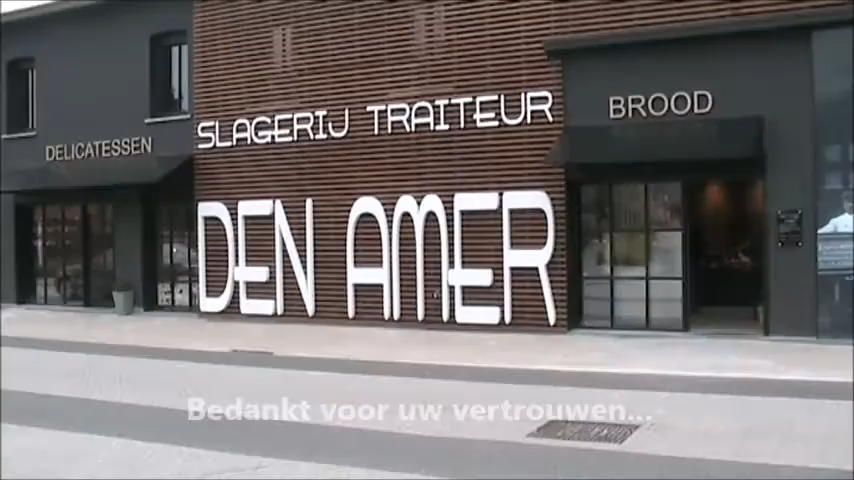 SLAGERIJ TRAITEUR
BROOD
DELICATESSEN
DEN AMER
Bedankt voor uw vertrouwen...